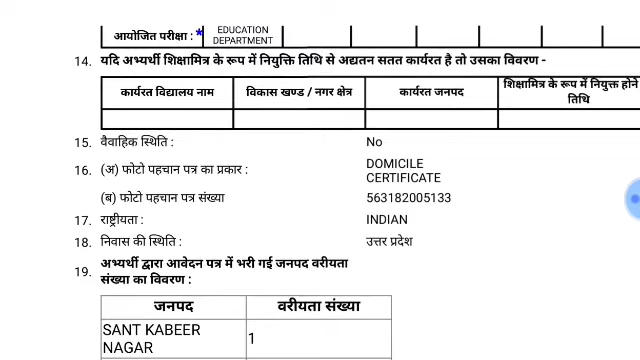 EDUCATION
आयोजित परीक्षा : * DEPARTMENT
14. यदि अभ्यर्थी शिक्षामित्र के रूप में नियुक्ति तिथि से अद्यतन सतत कार्यरत है तो उसका विवरण -
कार्यरत विद्यालय नाम विकास खण्ड / नगर क्षेत्र कार्यरत जनपद शिक्षामित्र के रूप में नियुक्त होने
तिथि
15. वैवाहिक स्थिति : No
16. (अ) फोटो पहचान पत्र का प्रकार : DOMICILE
CERTIFICATE
(ब) फोटो पहचान पत्र संख्या 563182005133
17. राष्ट्रीयता : INDIAN
18. निवास की स्थिति : उत्तर प्रदेश
19. अभ्यर्थी द्वारा आवेदन पत्र में भरी गई जनपद वरीयता
संख्या का विवरण :
जनपद वरीयता संख्या
SANT KABEER
NAGAR 1